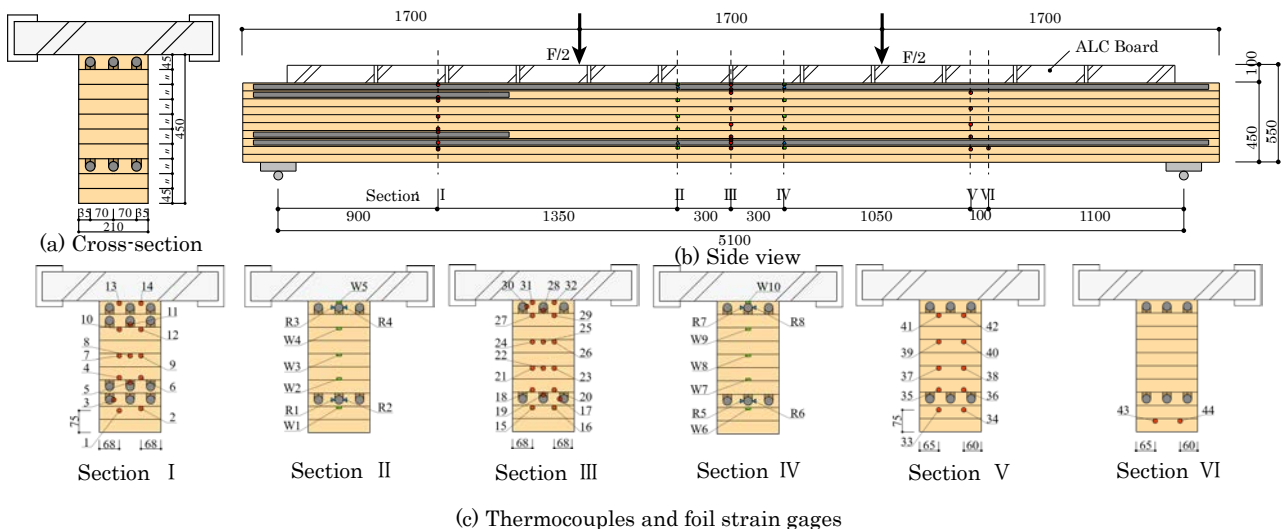 1700 1700 1700
F/2 F/2 ALC Board
45 〃 〃 〃 〃 〃 〃 〃 〃 45
450
100
450
550
35 70 70 35
210
(a) Cross-section
Section I II III IV V VI
900 1350 300 300 1050 100 1100
5100
(b) Side view
13 14
10 11
12
8
7 9
4
5 6
3
1 2
75
68 68
Section I
W5
R3 R4
W4
W3
W2
R1 R2
W1
Section II
30 31 28 32
27 29
25
24 26
22
21 23
18 20
19 17
15 16
68 68
Section III
W10
R7 R8
W9
W8
W7
R5 R6
W6
Section IV
41 42
39 40
37 38
35 36
33 34
75
65 60
Section V
43 44
65 60
Section VI
(c) Thermocouples and foil strain gages